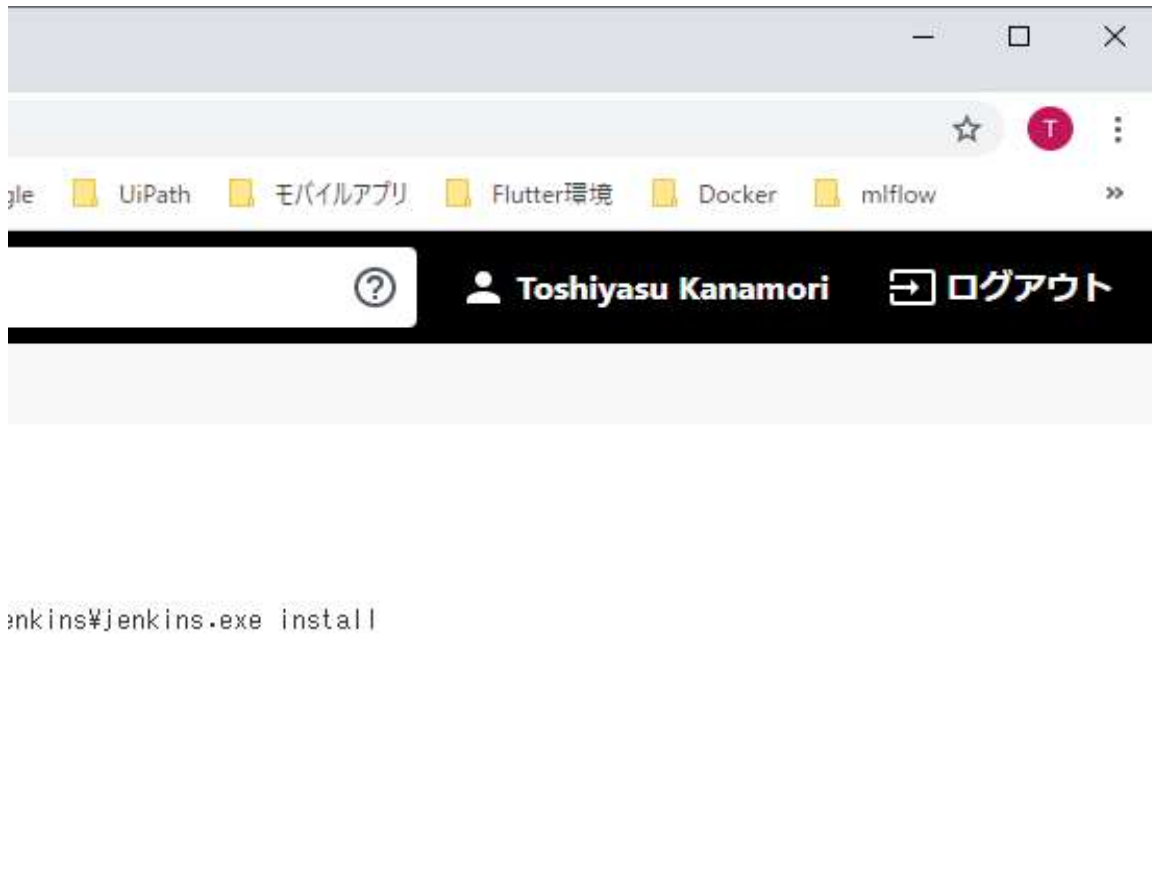 T
gle UiPath モバイルアプリ Flutter環境 Docker mlflow »
Toshiyasu Kanamori ログアウト
enkins¥jenkins.exe install